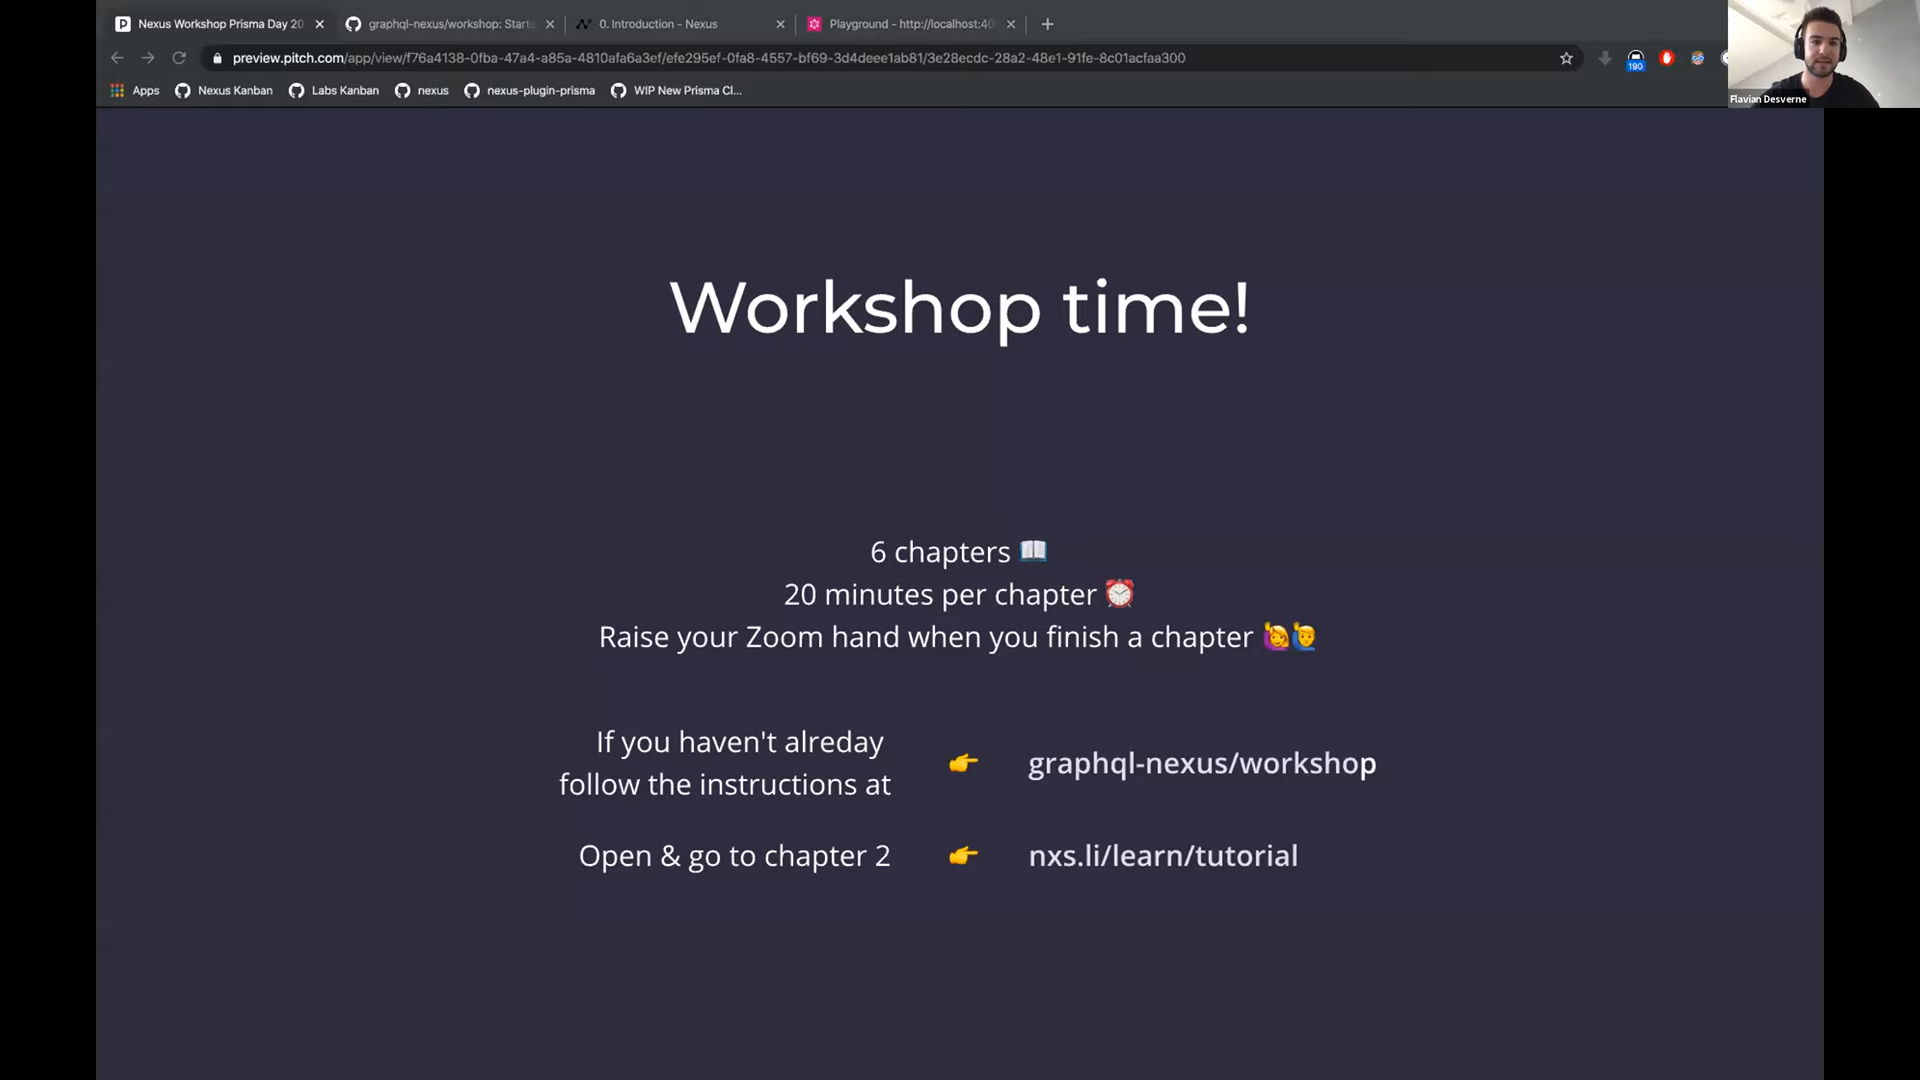 Nexus Workshop Prisma Day 20
graphql-nexus/workshop: Starte
0. Introduction - Nexus
Playground - http://localhost:40
preview.pitch.com/app/view/f76a4138-0fba-47a4-a85a-4810afa6a3ef/efe295ef-0fa8-4557-bf69-3d4deee1ab81/3e28ecdc-28a2-48e1-91fe-8c01acfaa300
190
Apps
Nexus Kanban
Labs Kanban
nexus
nexus-plugin-prisma
WIP New Prisma Cl...
Flavian Desverne
Workshop time!
6 chapters 📖
20 minutes per chapter ⏰
Raise your Zoom hand when you finish a chapter 🙋‍♀️🙋‍♂️
If you haven't alreday
follow the instructions at
👉 graphql-nexus/workshop
Open & go to chapter 2 👉 nxs.li/learn/tutorial